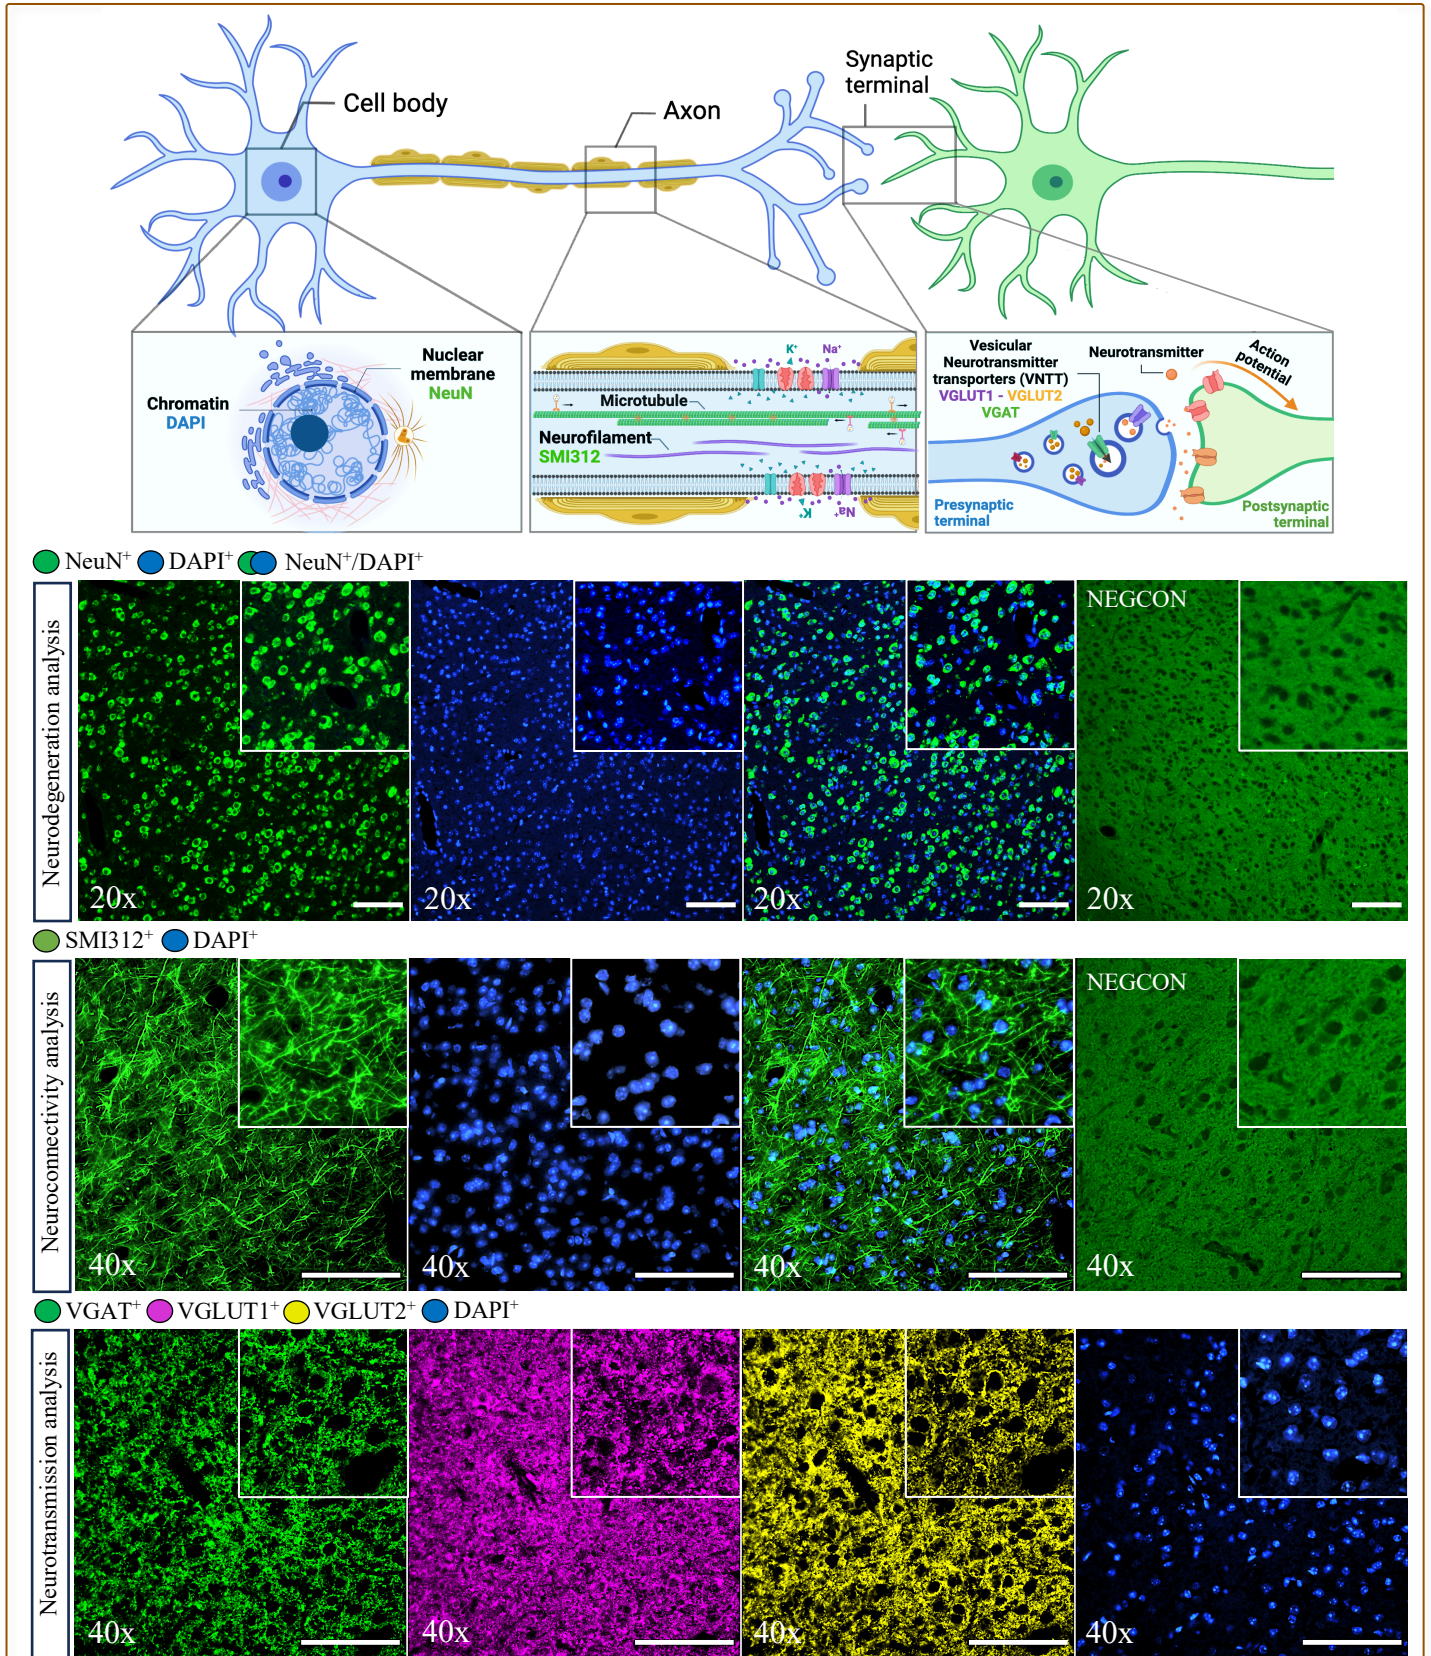 Cell body
Axon
Synaptic
terminal
Chromatin
DAPI
Nuclear
membrane
NeuN
K⁺
Na⁺
Microtubule
Neurofilament
SMI312
K⁺
Na⁺
Vesicular
Neurotransmitter
transporters (VNTT)
VGLUT1 - VGLUT2
VGAT
Neurotransmitter
Action
potential
Presynaptic
terminal
Postsynaptic
terminal
NeuN⁺ DAPI⁺ NeuN⁺/DAPI⁺
Neurodegeneration analysis
NEGCON
20x
20x
20x
20x
SMI312⁺ DAPI⁺
Neuroconnectivity analysis
NEGCON
40x
40x
40x
40x
VGAT⁺ VGLUT1⁺ VGLUT2⁺ DAPI⁺
Neurotransmission analysis
40x
40x
40x
40x